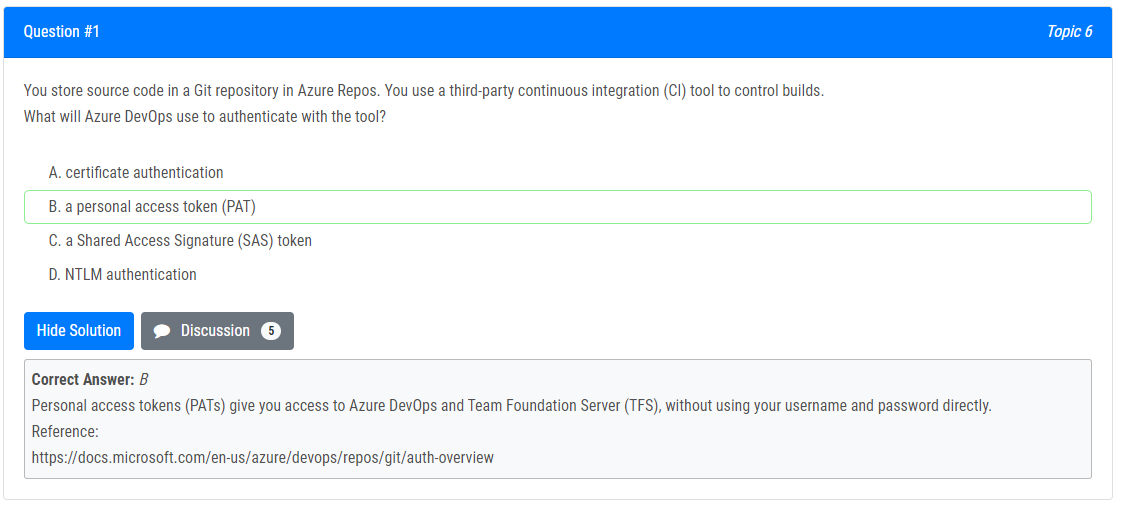 Question #1
Topic 6
You store source code in a Git repository in Azure Repos. You use a third-party continuous integration (CI) tool to control builds.
What will Azure DevOps use to authenticate with the tool?
A. certificate authentication
B. a personal access token (PAT)
C. a Shared Access Signature (SAS) token
D. NTLM authentication
Hide Solution
Discussion 5
Correct Answer: B
Personal access tokens (PATs) give you access to Azure DevOps and Team Foundation Server (TFS), without using your username and password directly.
Reference:
https://docs.microsoft.com/en-us/azure/devops/repos/git/auth-overview